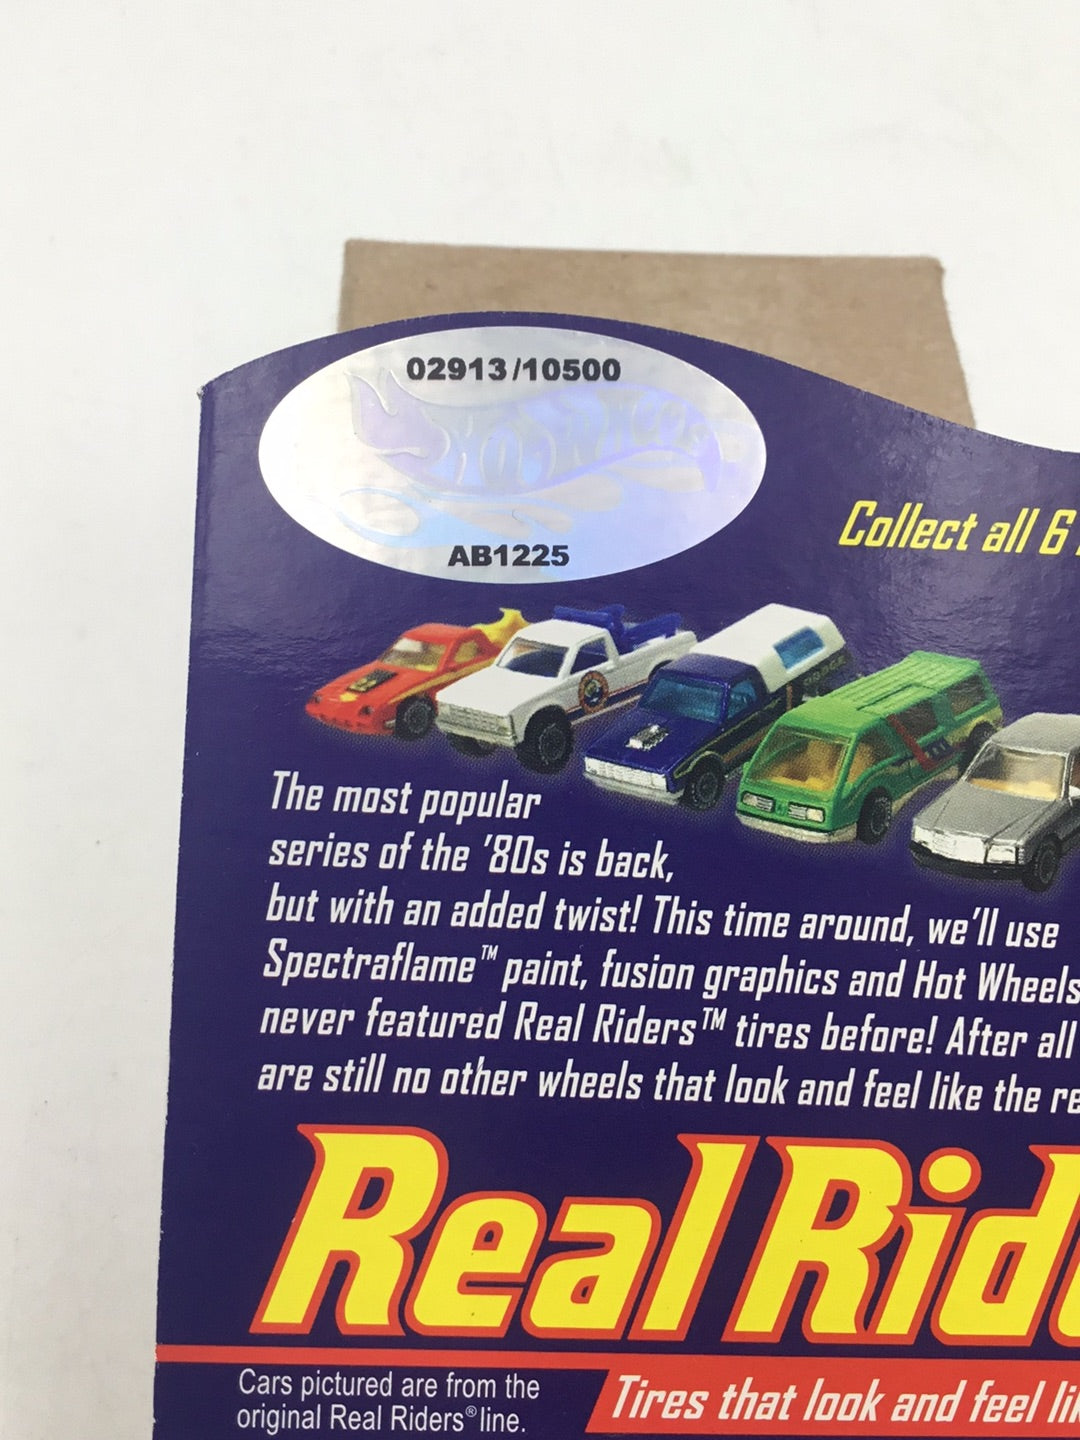 02913/10500
HOT WHEELS
AB1225
Collect all 6
The most popular
series of the '80s is back,
but with an added twist! This time around, we'll use
Spectraflame™ paint, fusion graphics and Hot Wheels
never featured Real Riders™ tires before! After all
are still no other wheels that look and feel like the
Real
Cars pictured are from the
original Real Riders® line.
Tires that look and feel